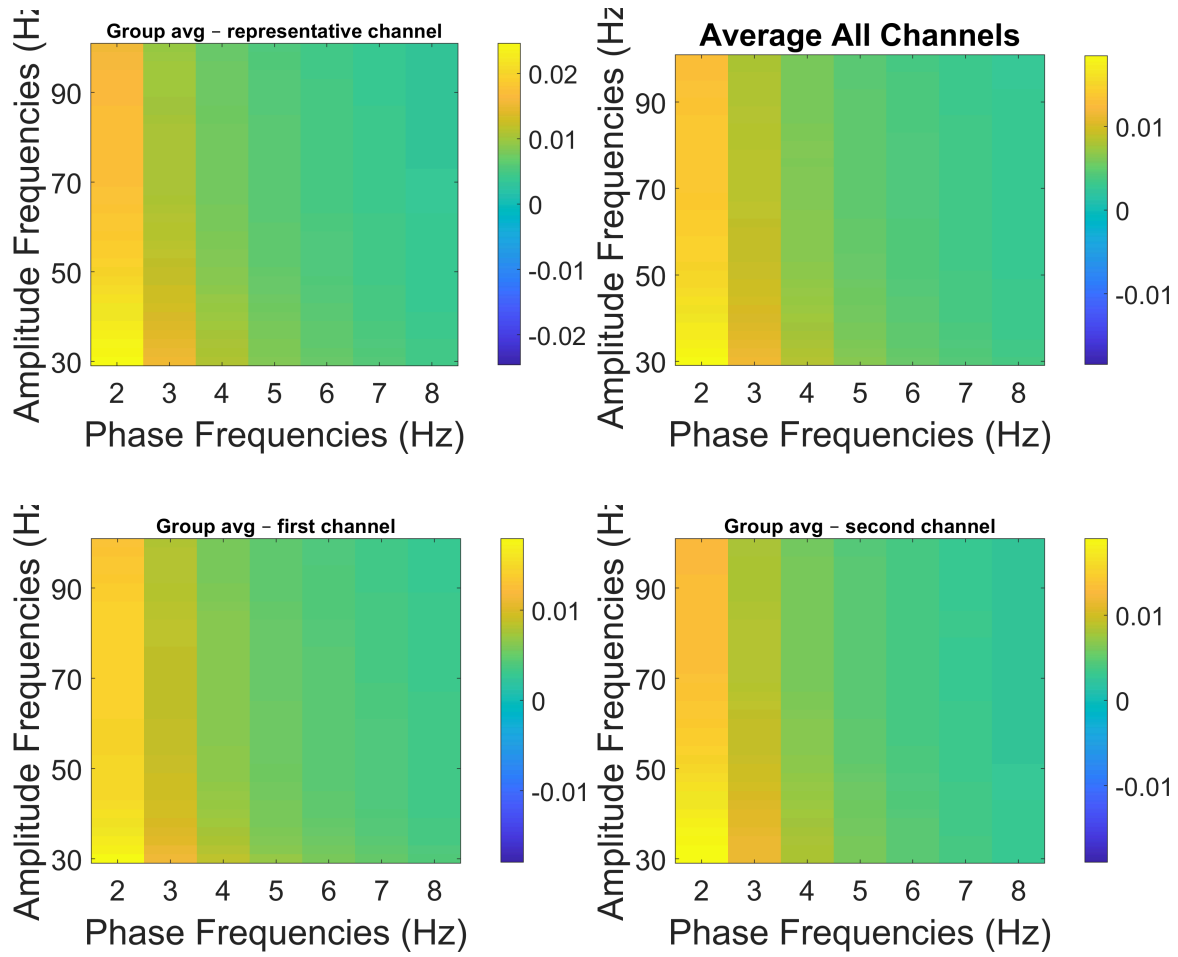 Group avg – representative channel
Amplitude Frequencies (Hz
90
70
50
30
2 3 4 5 6 7 8
Phase Frequencies (Hz)
0.02
0.01
0
-0.01
-0.02
Average All Channels
Amplitude Frequencies (Hz
90
70
50
30
2 3 4 5 6 7 8
Phase Frequencies (Hz)
0.01
0
-0.01
Group avg – first channel
Amplitude Frequencies (Hz
90
70
50
30
2 3 4 5 6 7 8
Phase Frequencies (Hz)
0.01
0
-0.01
Group avg – second channel
Amplitude Frequencies (Hz
90
70
50
30
2 3 4 5 6 7 8
Phase Frequencies (Hz)
0.01
0
-0.01